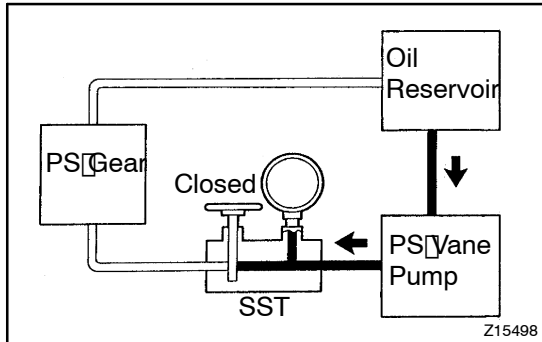 Oil
Reservoir
PS▯Gear
Closed
PS▯Vane
Pump
SST
Z15498